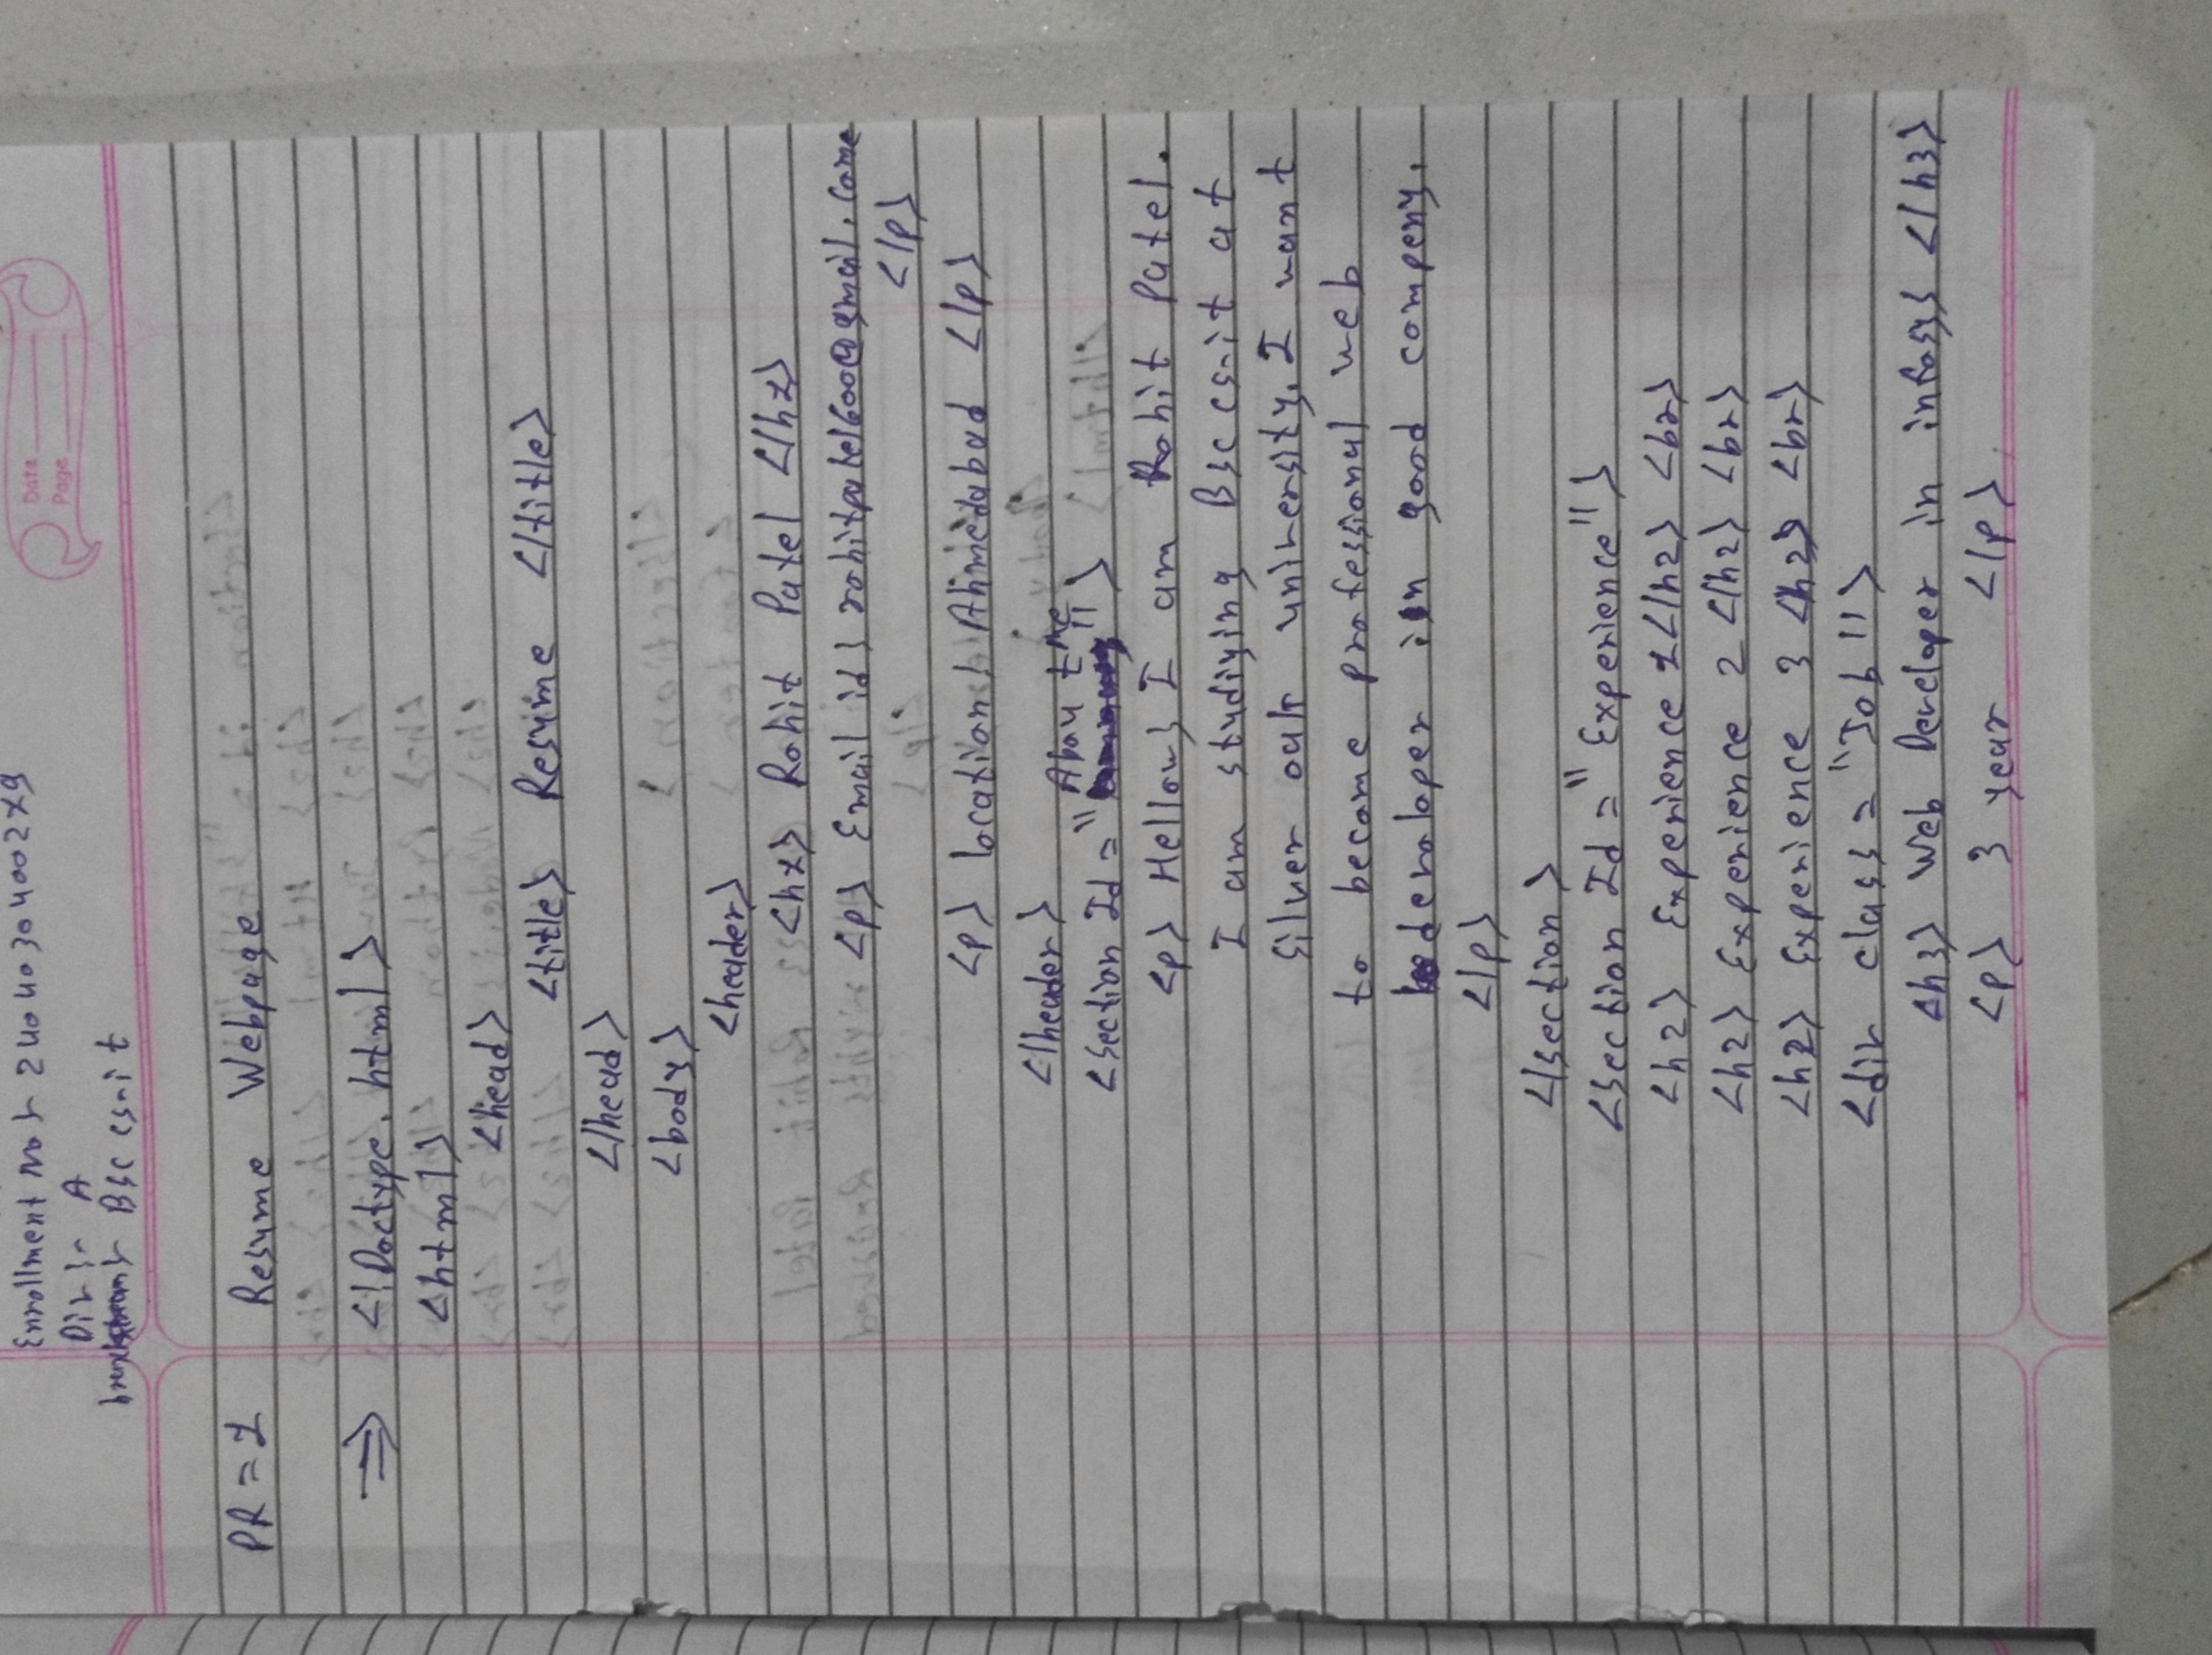 Enrollment No :- 2404030400279
Date
Page
Div :- A
BSC CS-it
PR = 1 Resume Webpage
⇒ <!Doctype. html>
<html>
<head>
<title> Resume </title>
</head>
<body>
<header>
<h1> Rohit Patel </h1>
<p> Email id : rohitpatel600@gmail.come
</p>
<p> location : Ahmedabad </p>
</header>
<section Id = "About me">
<p> Hellow, I am Rohit Patel.
I am studiying BSC CS-it at
Silver oak university. I want
to become professional web
devaloper in good compeny.
</p>
</section>
<section Id = "Experience">
<h2> Experience 1</h2> <br>
<h2> Experience 2 </h2> <br>
<h2> Experience 3 </h2> <br>
<div class = "Job">
<h3> Web Developer in infosys </h3>
<p> 3 year </p>